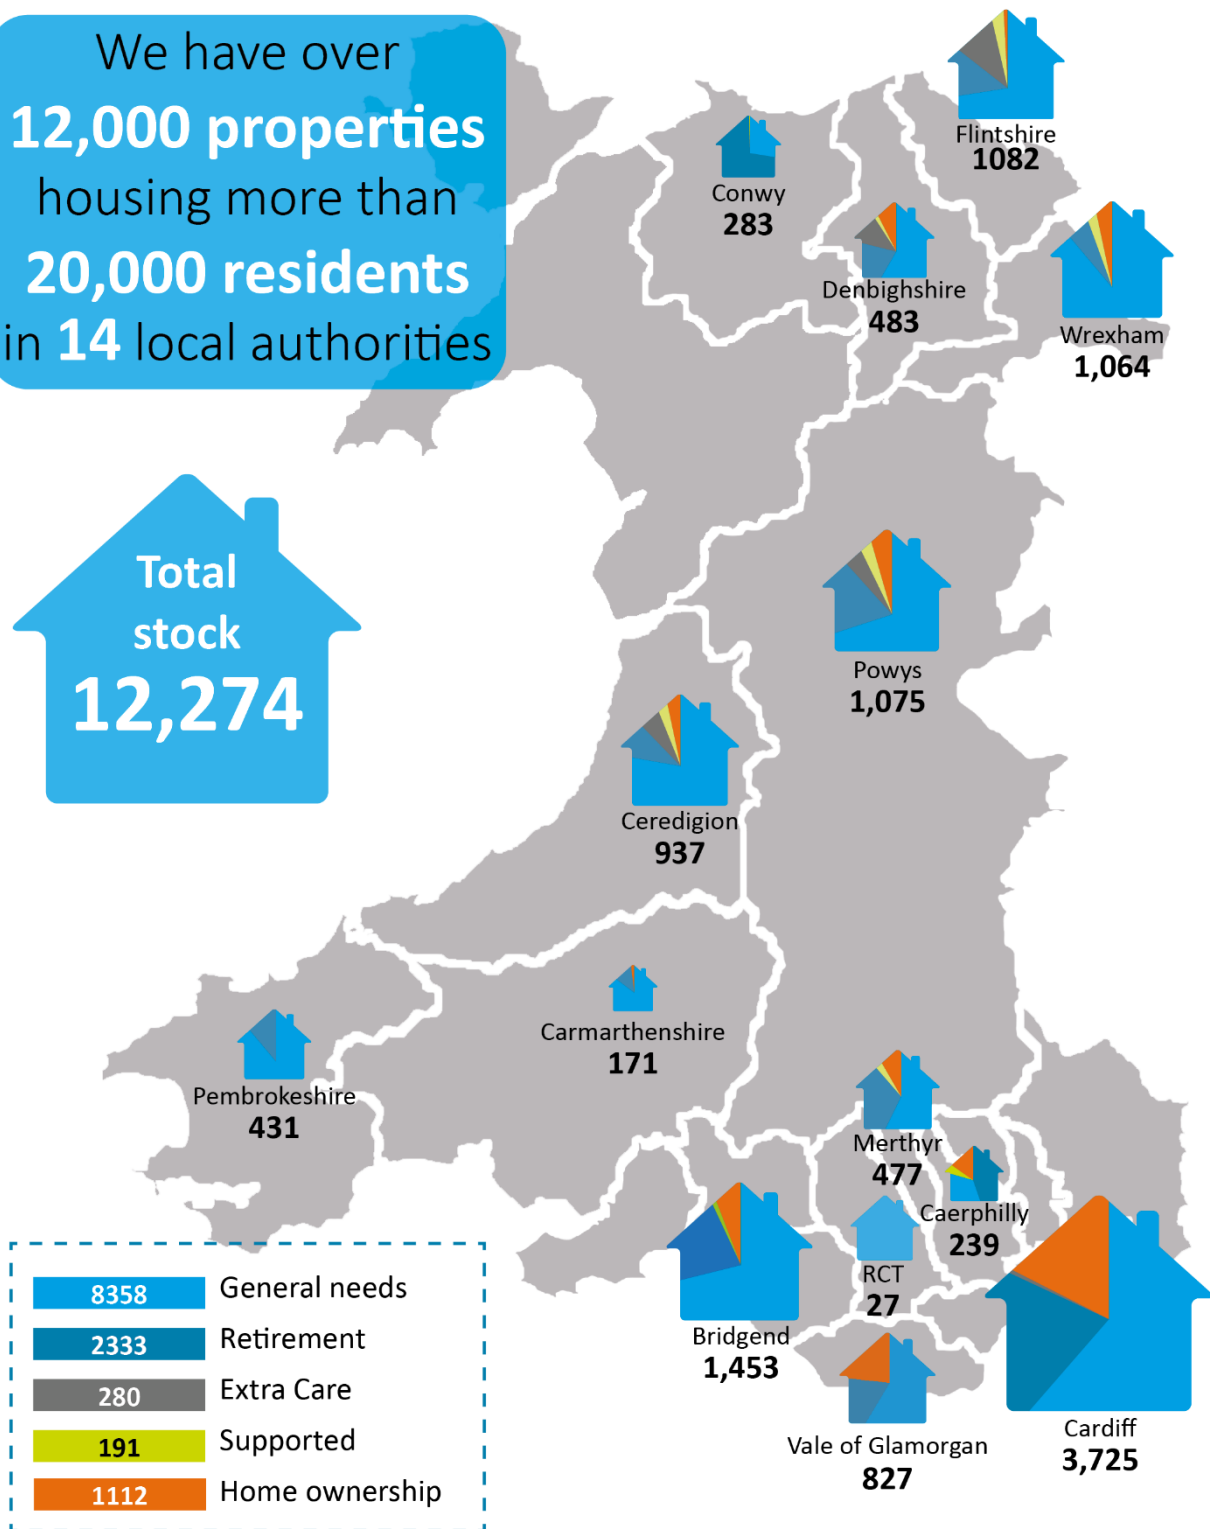 We have over
12,000 properties
housing more than
20,000 residents
in 14 local authorities
Flintshire
1082
Conwy
283
Denbighshire
483
Wrexham
1,064
Total
stock
12,274
Powys
1,075
Ceredigion
937
Carmarthenshire
171
Pembrokeshire
431
Merthyr
477
Caerphilly
239
RCT
27
Bridgend
1,453
Vale of Glamorgan
827
Cardiff
3,725
8358 General needs
2333 Retirement
280 Extra Care
191 Supported
1112 Home ownership